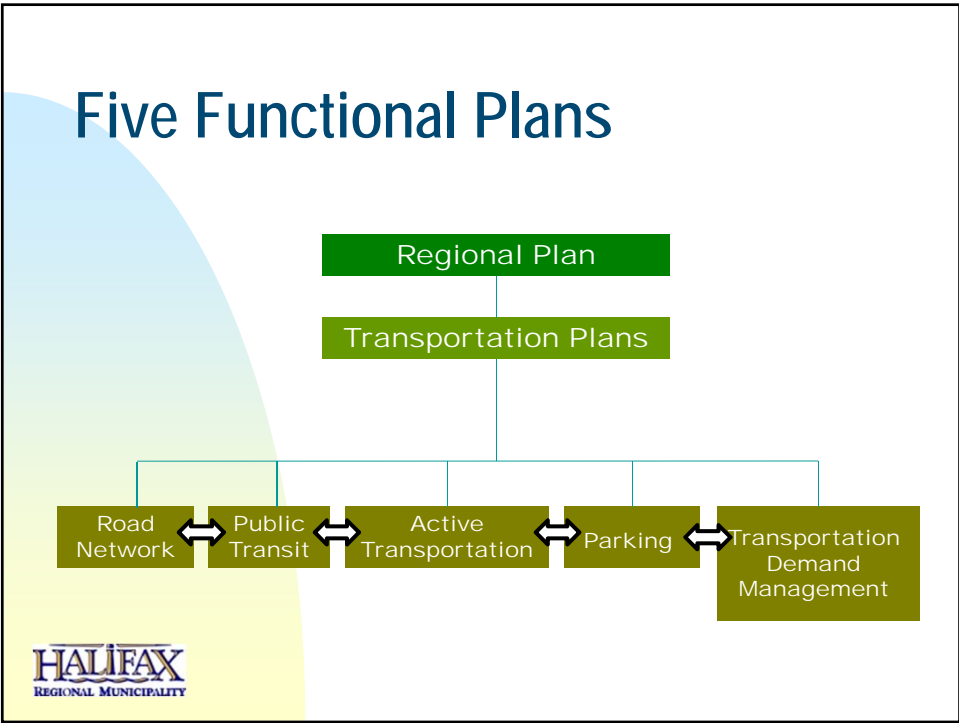 Five Functional Plans
Regional Plan
Transportation Plans
Road
Network
Public
Transit
Active
Transportation
Parking
Transportation
Demand
Management
HALIFAX
REGIONAL MUNICIPALITY